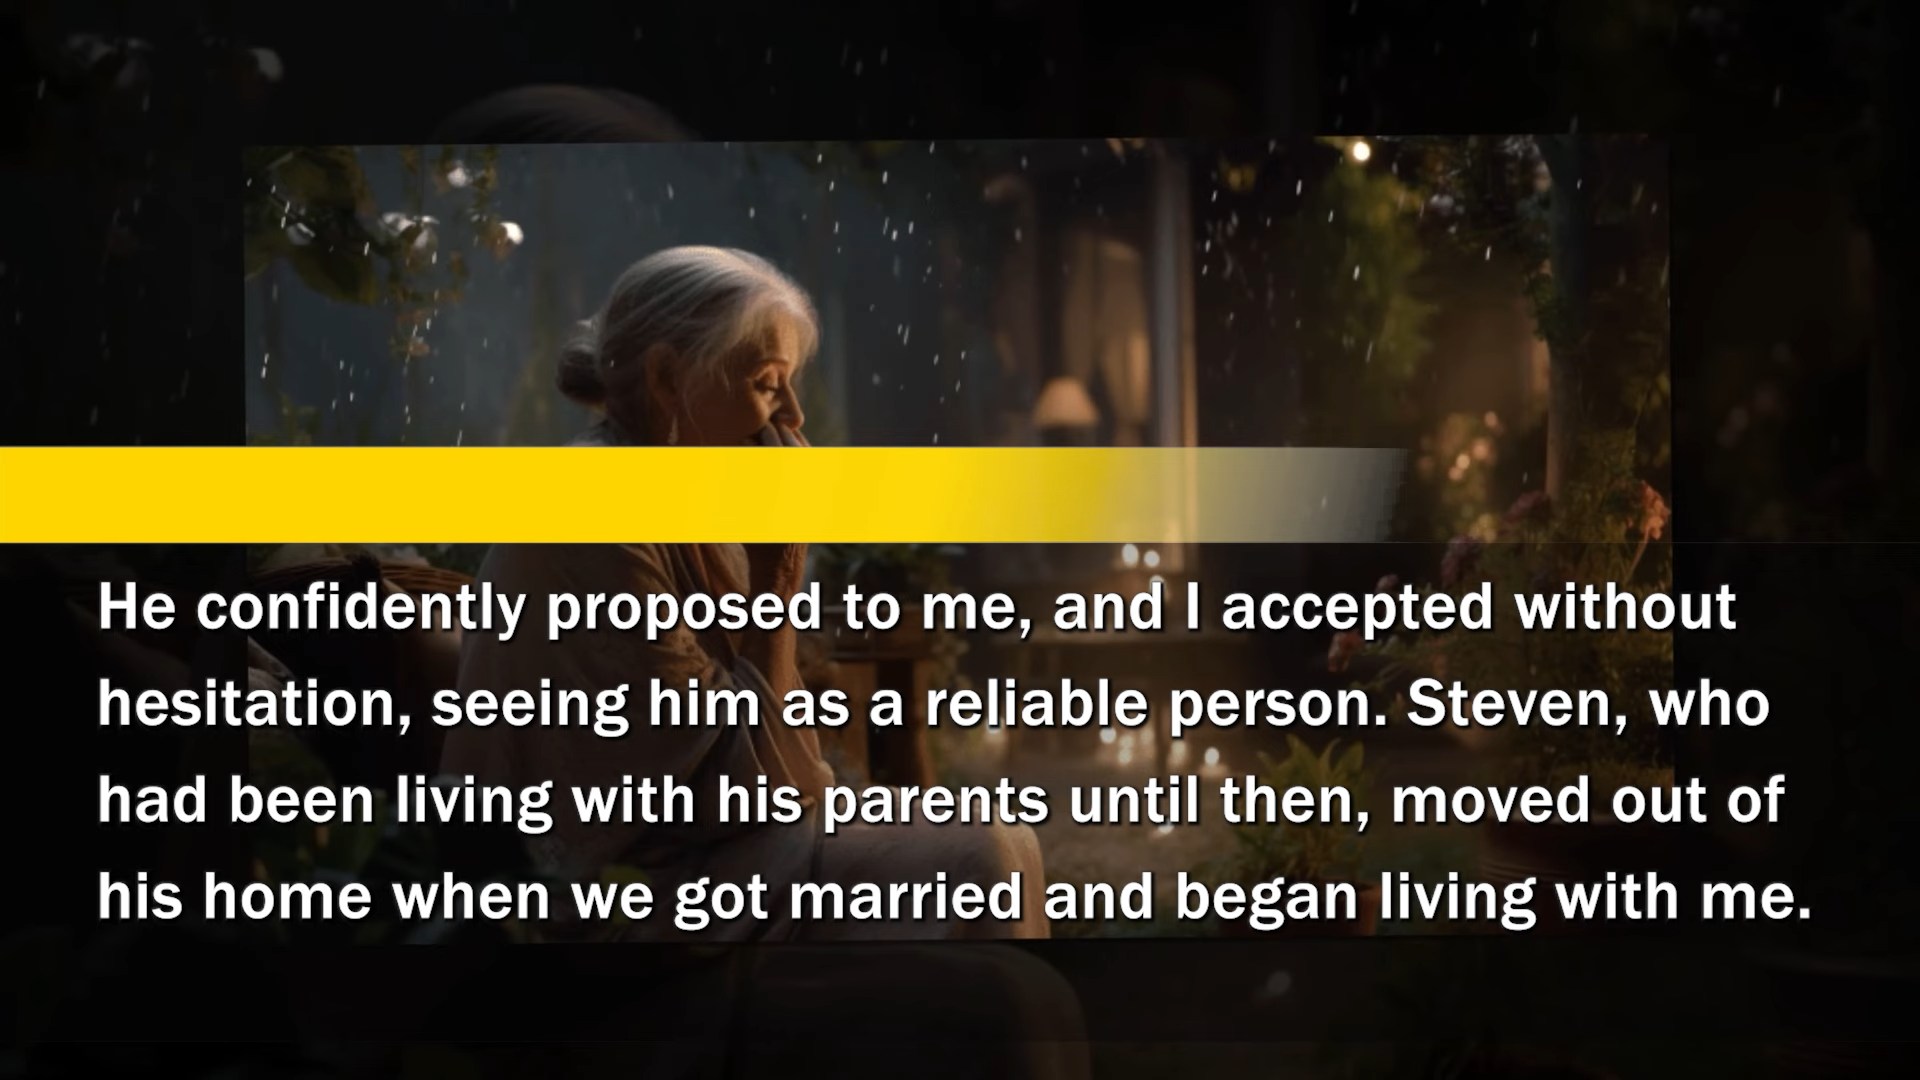 He confidently proposed to me, and I accepted without
hesitation, seeing him as a reliable person. Steven, who
had been living with his parents until then, moved out of
his home when we got married and began living with me.